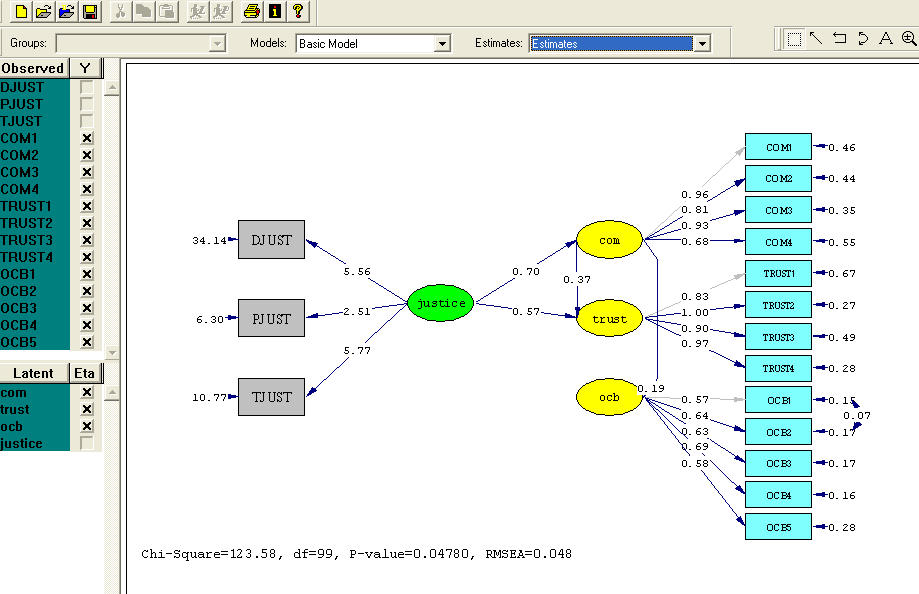 Groups: Models: Basic Model Estimates: Estimates
Observed Y
DJUST
PJUST
TJUST
COM1
COM2
COM3
COM4
TRUST1
TRUST2
TRUST3
TRUST4
OCB1
OCB2
OCB3
OCB4
OCB5
Latent Eta
com
trust
ocb
justice
34.14 DJUST
6.30 PJUST
10.77 TJUST
5.56
2.51
5.77
justice
0.70
0.57
com
0.37
trust
ocb
0.19
0.96
0.81
0.93
0.68
0.83
1.00
0.90
0.97
0.57
0.64
0.63
0.69
0.58
COM1 0.46
COM2 0.44
COM3 0.35
COM4 0.55
TRUST1 0.67
TRUST2 0.27
TRUST3 0.49
TRUST4 0.28
OCB1 0.15
0.07
OCB2 0.17
OCB3 0.17
OCB4 0.16
OCB5 0.28
Chi-Square=123.58, df=99, P-value=0.04780, RMSEA=0.048